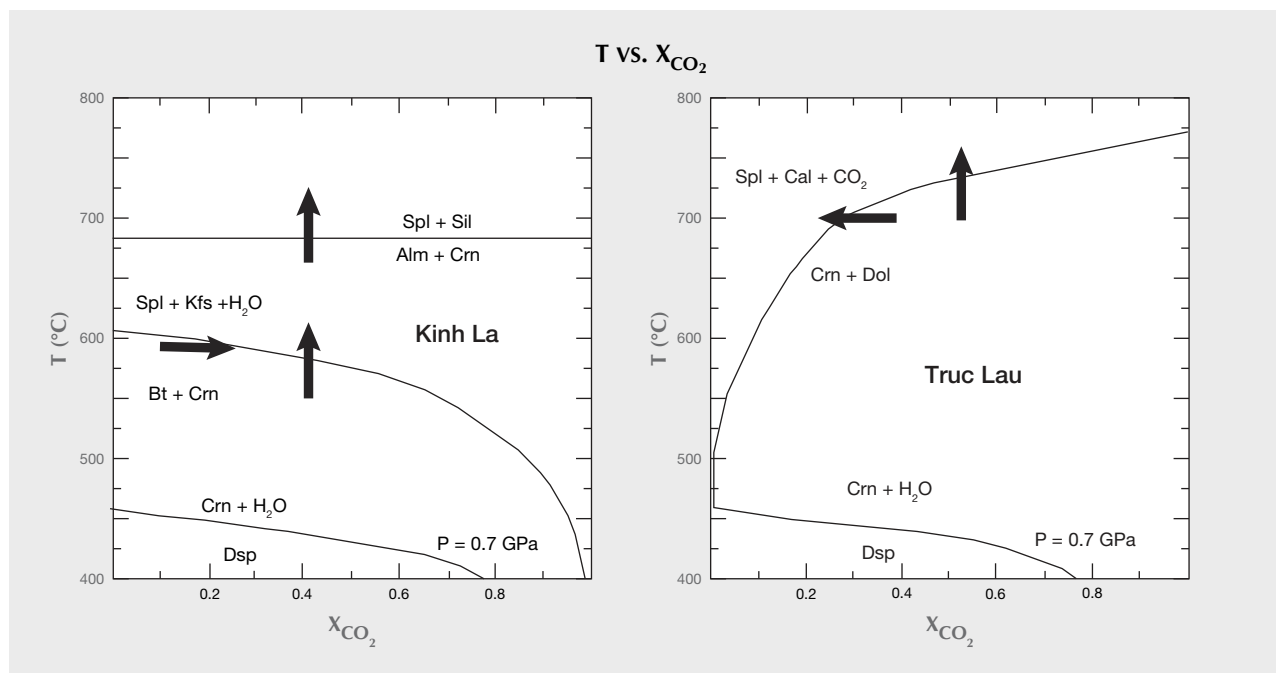 T VS. XCO2
800
700
600
500
400
T (°C)
Spl + Sil
Alm + Crn
Spl + Kfs +H2O
Kinh La
Bt + Crn
Crn + H2O
P = 0.7 GPa
Dsp
0.2 0.4 0.6 0.8
XCO2
800
700
600
500
400
T (°C)
Spl + Cal + CO2
Crn + Dol
Truc Lau
Crn + H2O
P = 0.7 GPa
Dsp
0.2 0.4 0.6 0.8
XCO2